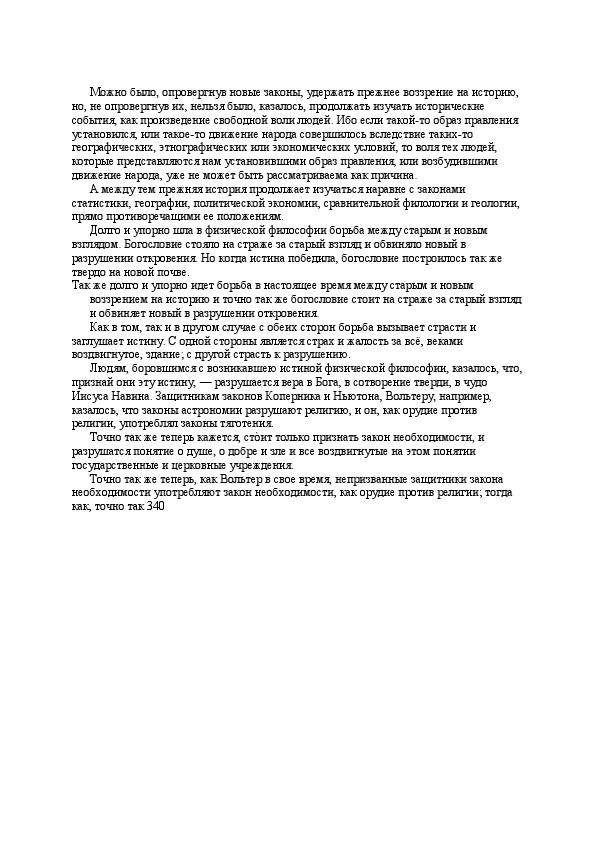 Можно было, опровергнув новые законы, удержать прежнее воззрение на историю,
но, не опровергнув их, нельзя было, казалось, продолжать изучать исторические
события, как произведение свободной воли людей. Ибо если такой-то образ правления
установился, или такое-то движение народа совершилось вследствие таких-то
географических, этнографических или экономических условий, то воля тех людей,
которые представляются нам установившими образ правления, или возбудившими
движение народа, уже не может быть рассматриваема как причина.
А между тем прежняя история продолжает изучаться наравне с законами
статистики, географии, политической экономии, сравнительной филологии и геологии,
прямо противоречащими ее положениям.
Долго и упорно шла в физической философии борьба между старым и новым
взглядом. Богословие стояло на страже за старый взгляд и обвиняло новый в
разрушении откровения. Но когда истина победила, богословие построилось так же
твердо на новой почве.
Так же долго и упорно идет борьба в настоящее время между старым и новым
воззрением на историю и точно так же богословие стоит на страже за старый взгляд
и обвиняет новый в разрушении откровения.
Как в том, так и в другом случае с обеих сторон борьба вызывает страсти и
заглушает истину. С одной стороны является страх и жалость за всё, веками
воздвигнутое, здание; с другой страсть к разрушению.
Людям, боровшимся с возникавшею истиной физической философии, казалось, что,
признай они эту истину, — разрушается вера в Бога, в сотворение тверди, в чудо
Иисуса Навина. Защитникам законов Коперника и Ньютона, Вольтеру, например,
казалось, что законы астрономии разрушают религию, и он, как орудие против
религии, употреблял законы тяготения.
Точно так же теперь кажется, сто̀ит только признать закон необходимости, и
разрушатся понятие о душе, о добре и зле и все воздвигнутые на этом понятии
государственные и церковные учреждения.
Точно так же теперь, как Вольтер в свое время, непризванные защитники закона
необходимости употребляют закон необходимости, как орудие против религии; тогда
как, точно так 340